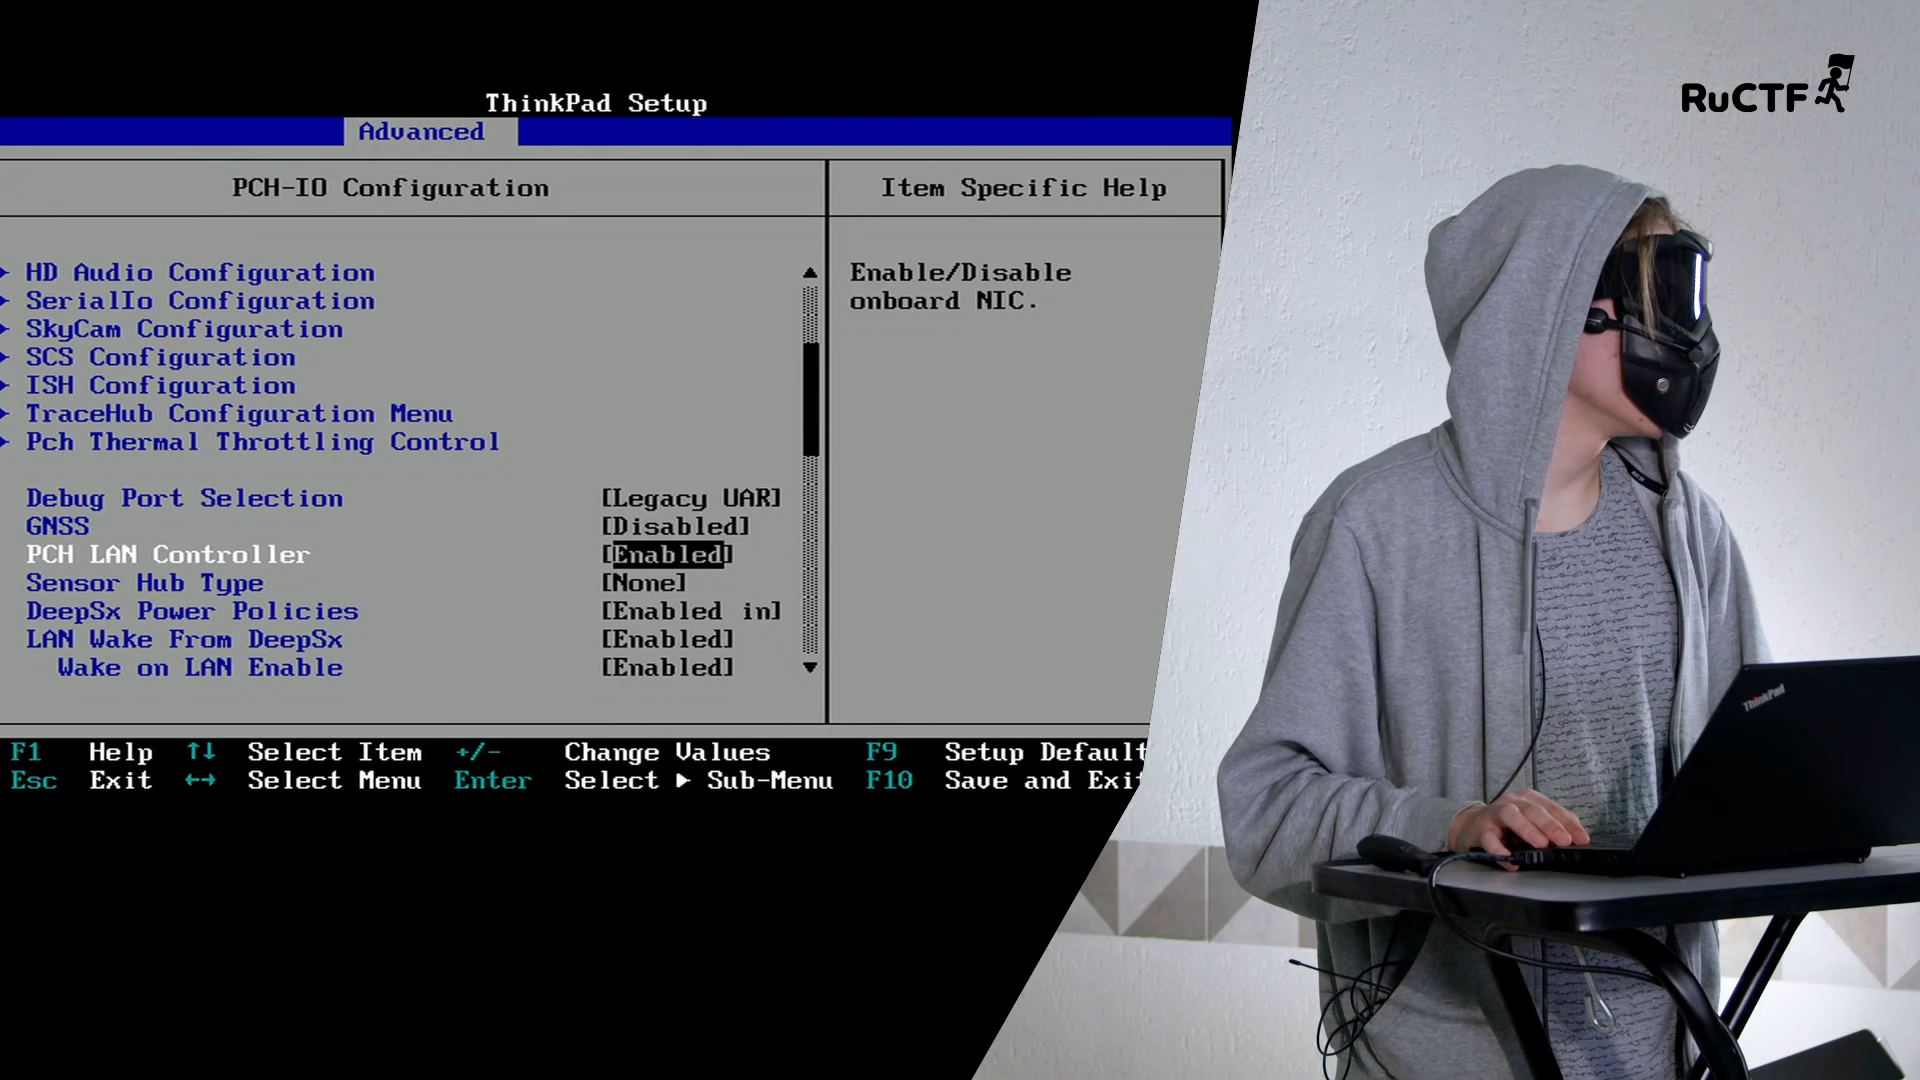 ThinkPad Setup
Advanced
PCH-IO Configuration
Item Specific Help
HD Audio Configuration
SerialIo Configuration
SkyCam Configuration
SCS Configuration
ISH Configuration
TraceHub Configuration Menu
Pch Thermal Throttling Control
Debug Port Selection [Legacy UAR]
GNSS [Disabled]
PCH LAN Controller [Enabled]
Sensor Hub Type [None]
DeepSx Power Policies [Enabled in]
LAN Wake From DeepSx [Enabled]
Wake on LAN Enable [Enabled]
Enable/Disable
onboard NIC.
F1 Help ↑↓ Select Item +/- Change Values F9 Setup Default
Esc Exit ←→ Select Menu Enter Select ▶ Sub-Menu F10 Save and Exit
RuCTF
ThinkPad